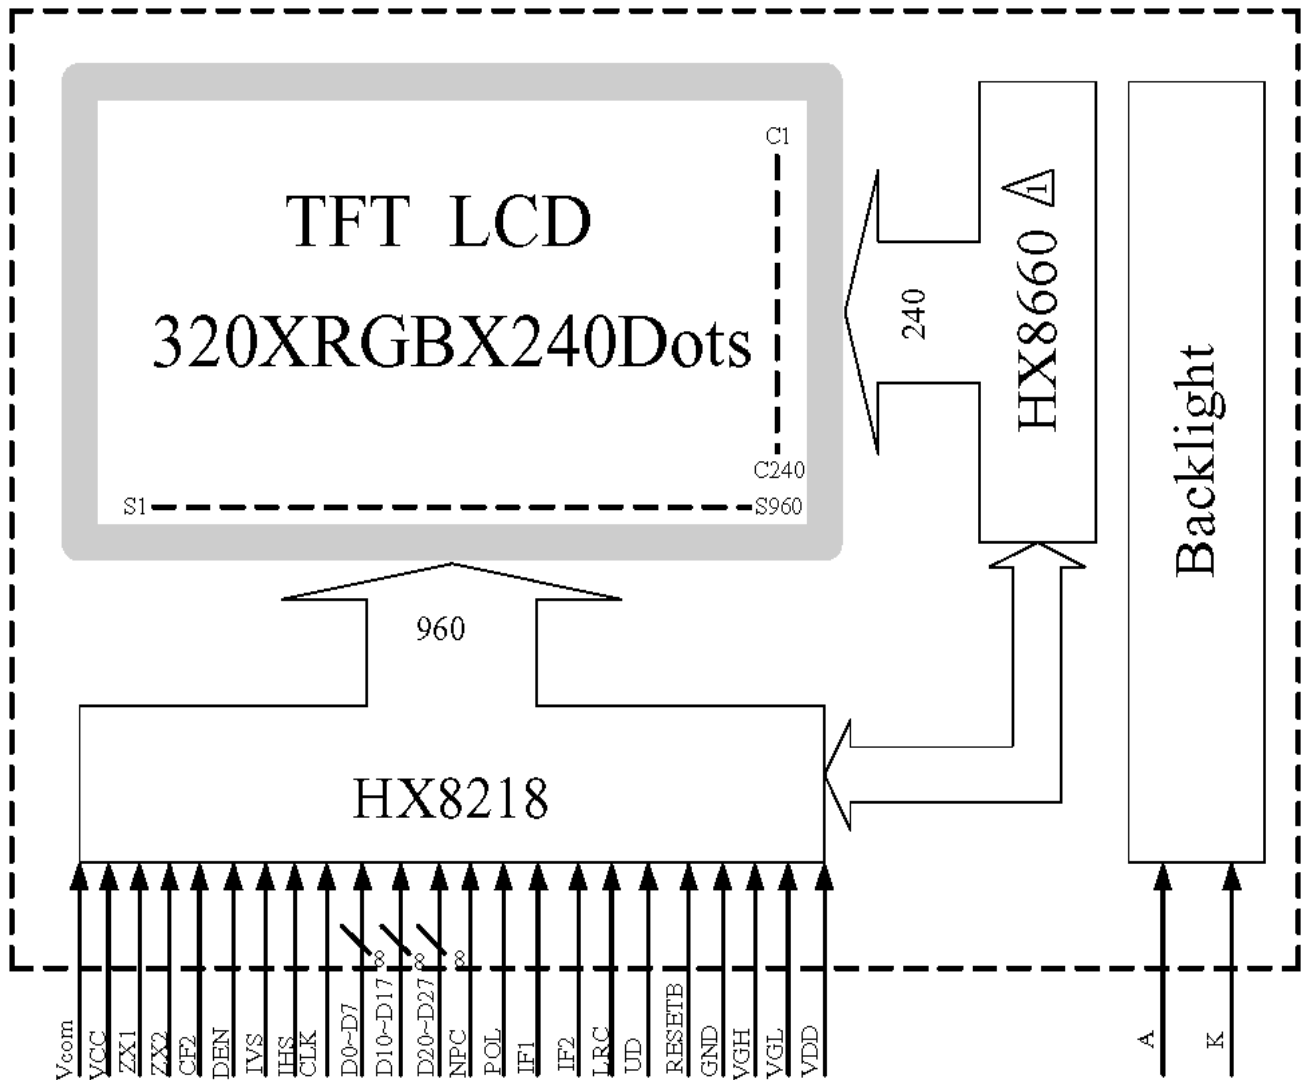 C1
TFT LCD
320XRGBX240Dots
C240
S1
S960
240
HX8660
1
Backlight
960
HX8218
8
8
8
Vcom
VCC
ZX1
ZX2
CF2
DEN
IVS
IHS
CLK
D0~D7
D10~D17
D20~D27
NPC
POL
IF1
IF2
LRC
UD
RESETB
GND
VGH
VGL
VDD
A
K